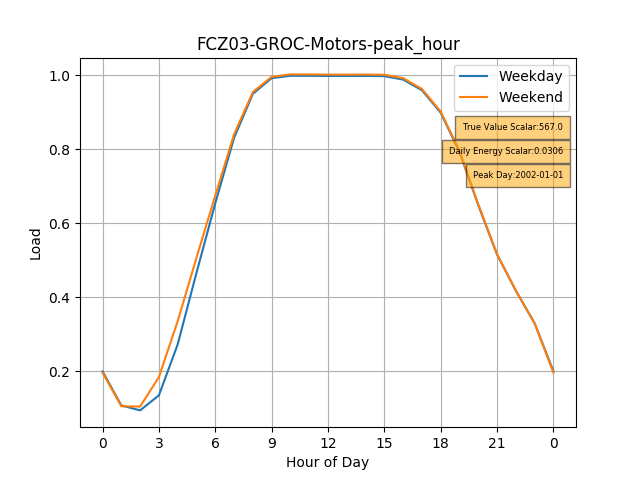 FCZ03-GROC-Motors-peak_hour
1.0
0.8
0.6
0.4
0.2
Load
Weekday
Weekend
True Value Scalar:567.0
Daily Energy Scalar:0.0306
Peak Day:2002-01-01
0 3 6 9 12 15 18 21 0
Hour of Day